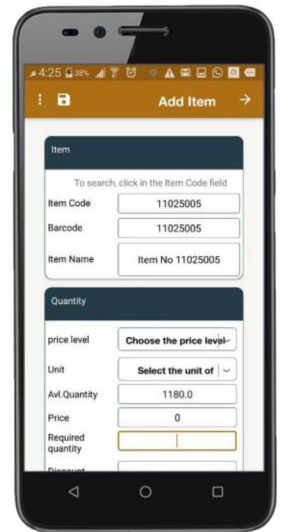 4:25 38%
Add Item
Item
To search, click in the Item Code field
Item Code 11025005
Barcode 11025005
Item Name Item No 11025005
Quantity
price level Choose the price level
Unit Select the unit of
Avl.Quantity 1180.0
Price 0
Required
quantity
Discount